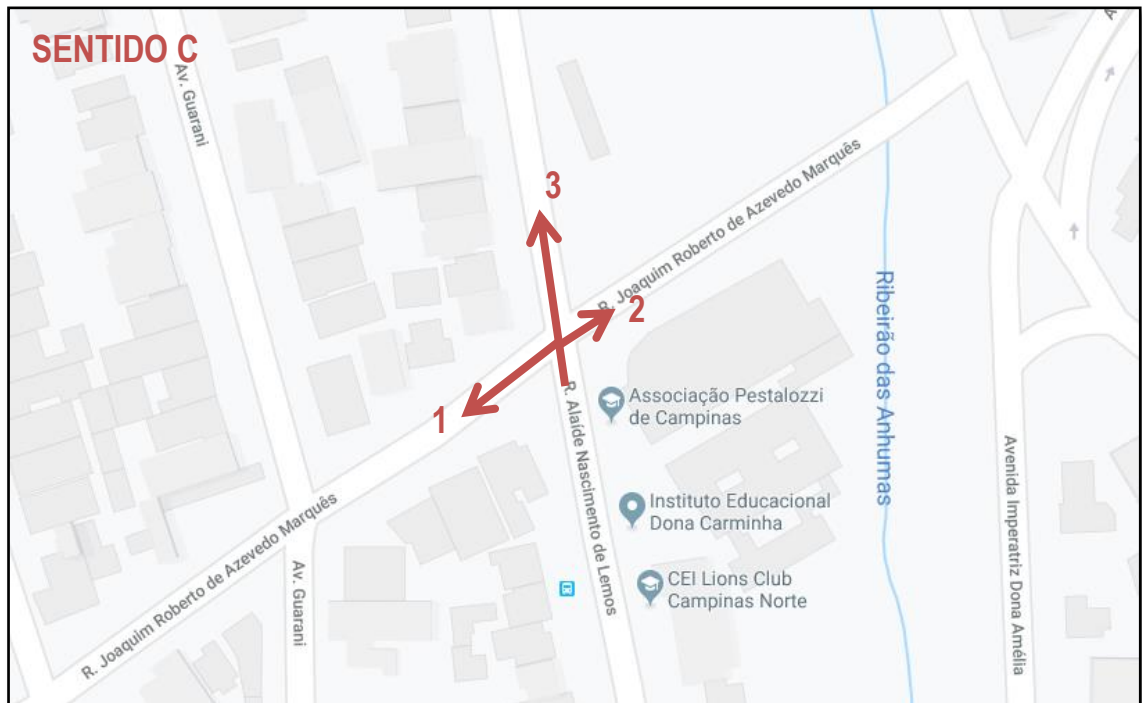 SENTIDO C
Av. Guarani
3
R. Joaquim Roberto de Azevedo Marquês
2
1
R. Alaíde Nascimento de Lemos
Associação Pestalozzi
de Campinas
Ribeirão das Anhumas
Instituto Educacional
Dona Carminha
CEI Lions Club
Campinas Norte
Avenida Imperatriz Dona Amélia
R. Joaquim Roberto de Azevedo Marquês
Av. Guarani